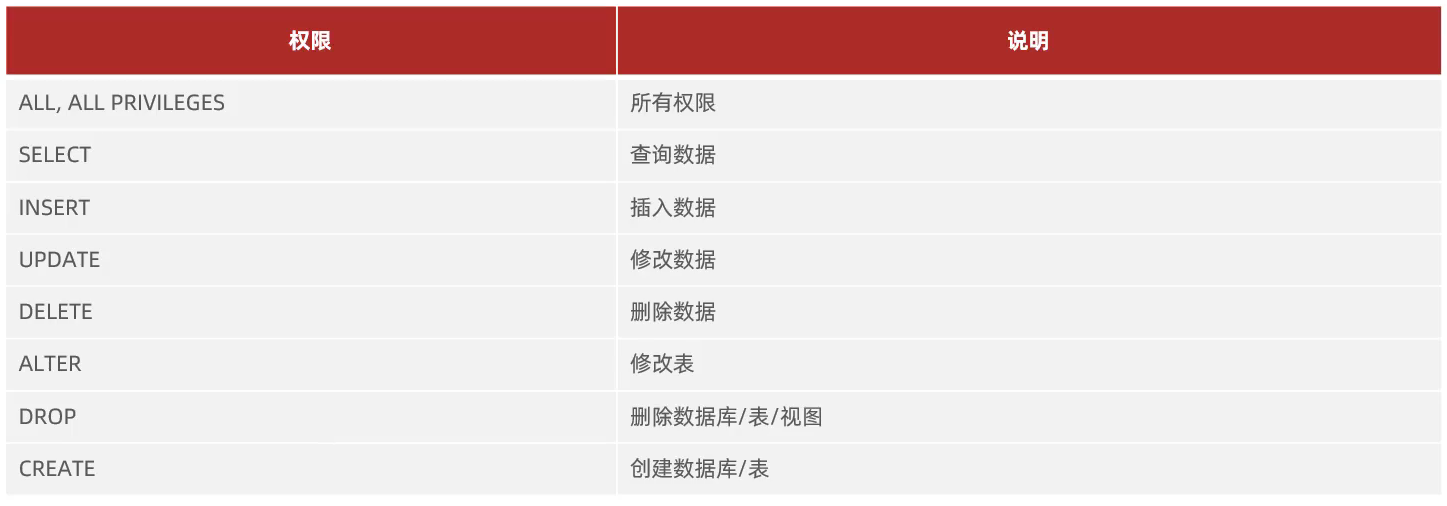 权限 说明
ALL, ALL PRIVILEGES 所有权限
SELECT 查询数据
INSERT 插入数据
UPDATE 修改数据
DELETE 删除数据
ALTER 修改表
DROP 删除数据库/表/视图
CREATE 创建数据库/表